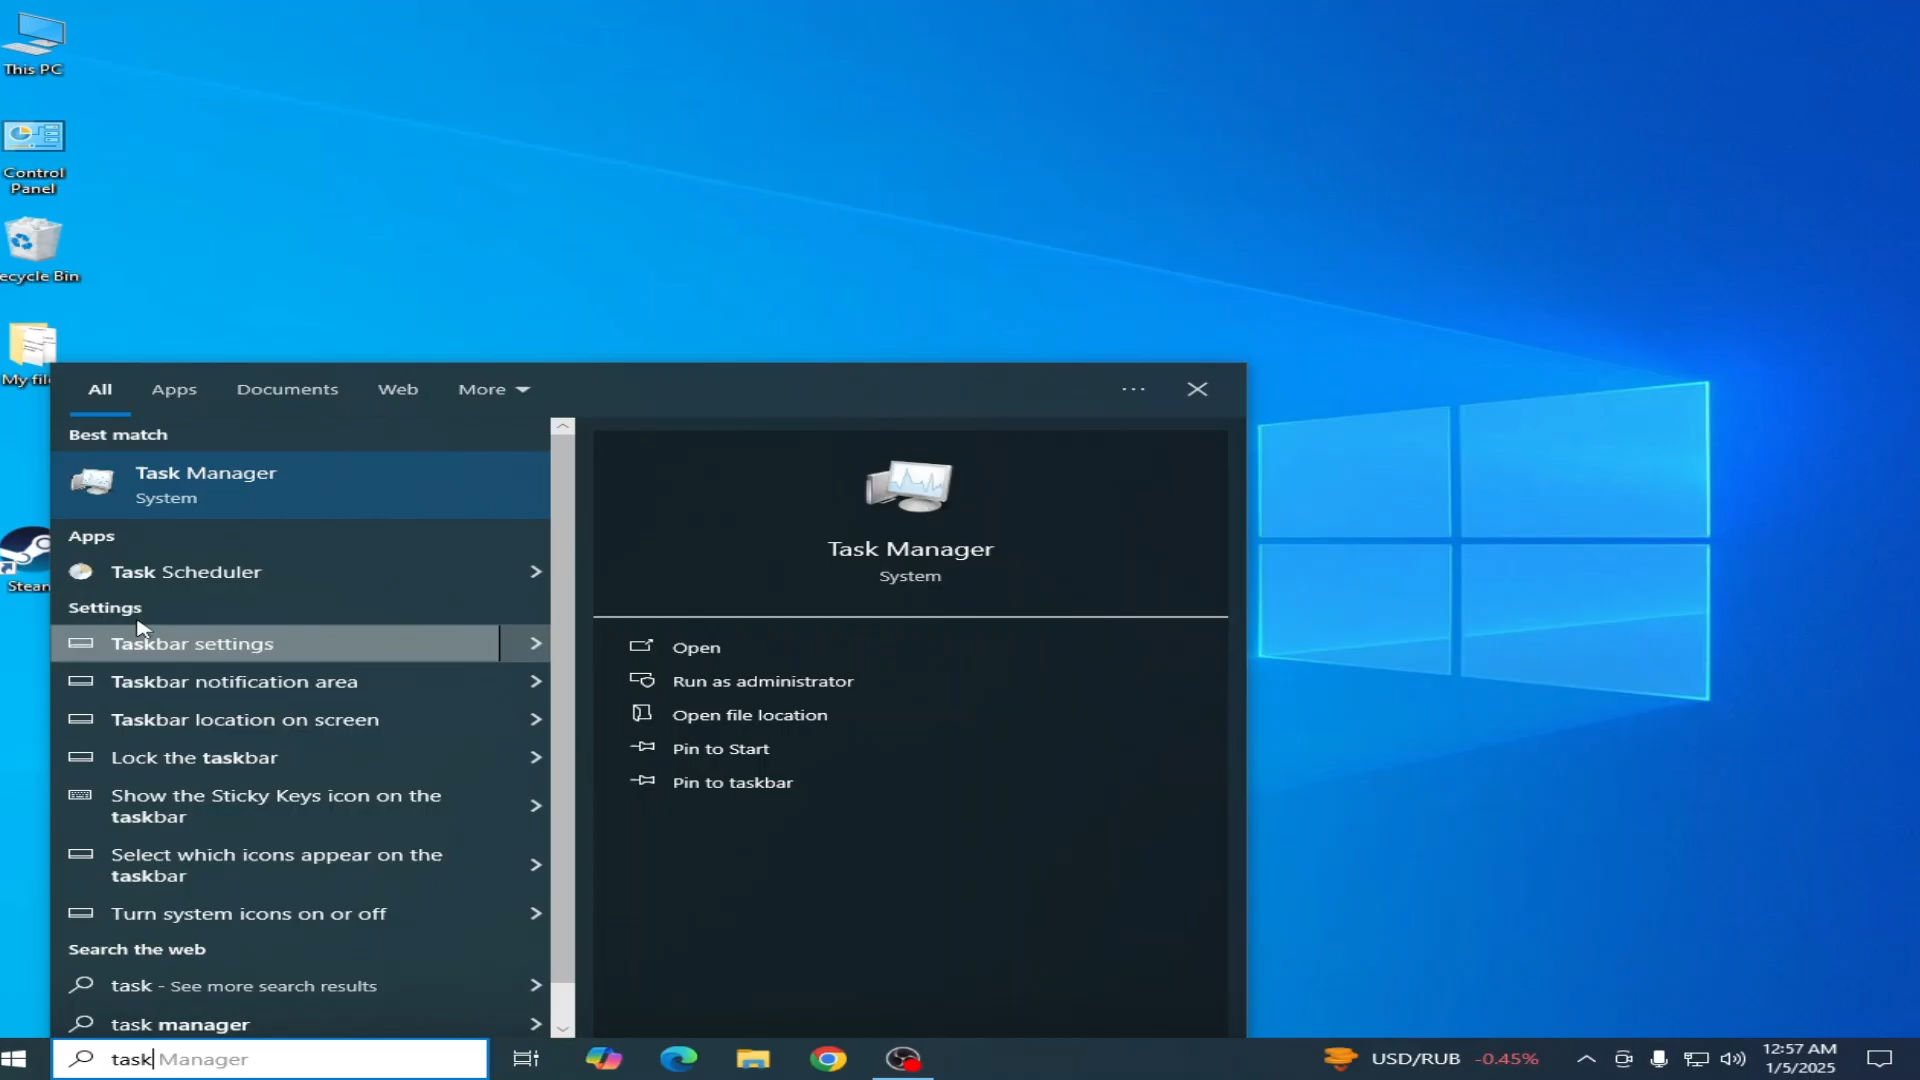 This PC
Control
Panel
ecycle Bin
My fil
Stean
All
Apps
Documents
Web
More
Best match
Task Manager
System
Apps
Task Scheduler
Settings
Taskbar settings
Taskbar notification area
Taskbar location on screen
Lock the taskbar
Show the Sticky Keys icon on the
taskbar
Select which icons appear on the
taskbar
Turn system icons on or off
Search the web
task - See more search results
task manager
Task Manager
System
Open
Run as administrator
Open file location
Pin to Start
Pin to taskbar
task Manager
USD/RUB -0.45%
12:57 AM
1/5/2025